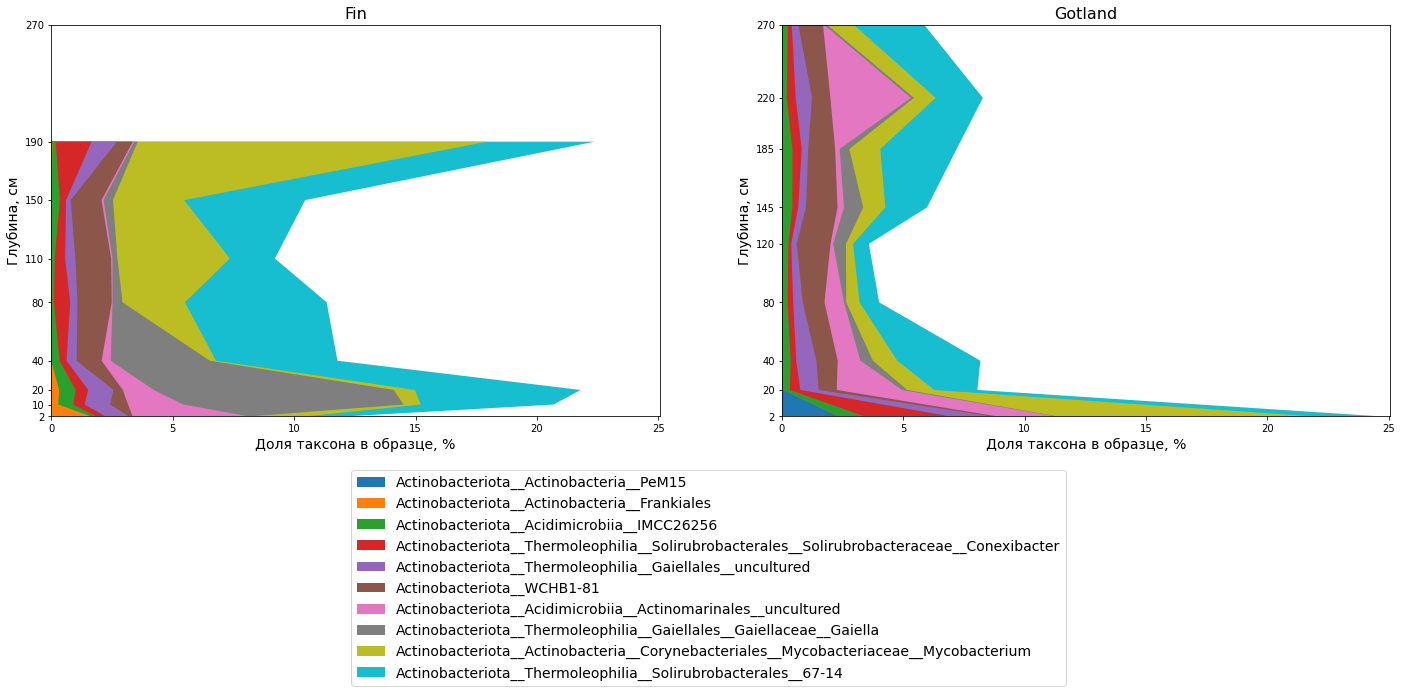 Fin
Gotland
270
190
150
110
80
40
20
10
2
Глубина, см
0
5
10
15
20
25
Доля таксона в образце, %
270
220
185
145
120
80
40
20
2
Глубина, см
0
5
10
15
20
25
Доля таксона в образце, %
Actinobacteriota__Actinobacteria__PeM15
Actinobacteriota__Actinobacteria__Frankiales
Actinobacteriota__Acidimicrobiia__IMCC26256
Actinobacteriota__Thermoleophilia__Solirubrobacterales__Solirubrobacteraceae__Conexibacter
Actinobacteriota__Thermoleophilia__Gaiellales__uncultured
Actinobacteriota__WCHB1-81
Actinobacteriota__Acidimicrobiia__Actinomarinales__uncultured
Actinobacteriota__Thermoleophilia__Gaiellales__Gaiellaceae__Gaiella
Actinobacteriota__Actinobacteria__Corynebacteriales__Mycobacteriaceae__Mycobacterium
Actinobacteriota__Thermoleophilia__Solirubrobacterales__67-14